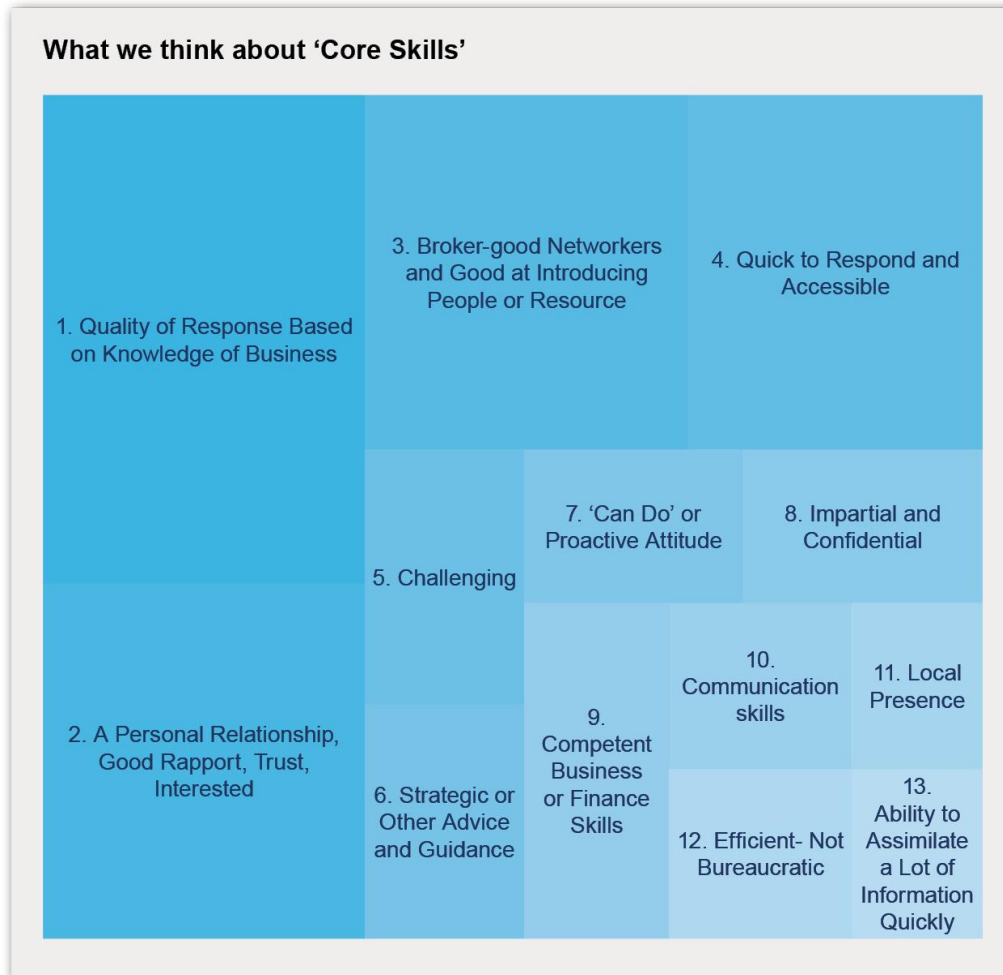 What we think about ‘Core Skills’
1. Quality of Response Based
on Knowledge of Business
2. A Personal Relationship,
Good Rapport, Trust,
Interested
3. Broker-good Networkers
and Good at Introducing
People or Resource
4. Quick to Respond and
Accessible
5. Challenging
6. Strategic or
Other Advice
and Guidance
7. ‘Can Do’ or
Proactive Attitude
8. Impartial and
Confidential
9.
Competent
Business
or Finance
Skills
10.
Communication
skills
11. Local
Presence
12. Efficient- Not
Bureaucratic
13.
Ability to
Assimilate
a Lot of
Information
Quickly